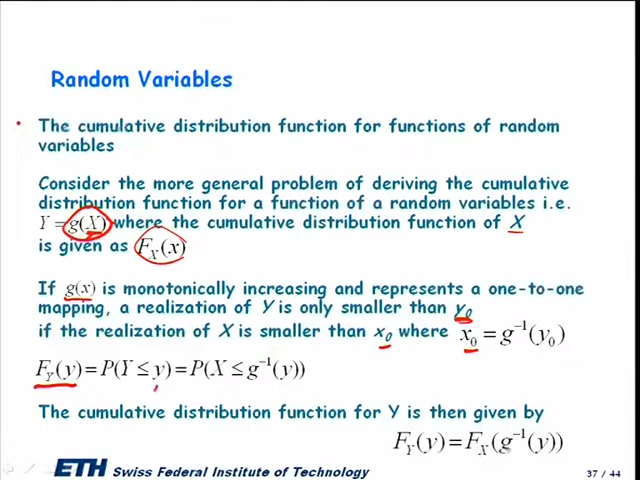 Random Variables
• The cumulative distribution function for functions of random
variables
Consider the more general problem of deriving the cumulative
distribution function for a function of a random variables i.e.
Y = g(X) where the cumulative distribution function of X
is given as F_X(x)
If g(x) is monotonically increasing and represents a one-to-one
mapping, a realization of Y is only smaller than y₀
if the realization of X is smaller than x₀ where x₀ = g⁻¹(y₀)
F_Y(y) = P(Y ≤ y) = P(X ≤ g⁻¹(y))
The cumulative distribution function for Y is then given by
F_Y(y) = F_X(g⁻¹(y))
ETH Swiss Federal Institute of Technology
37 / 44